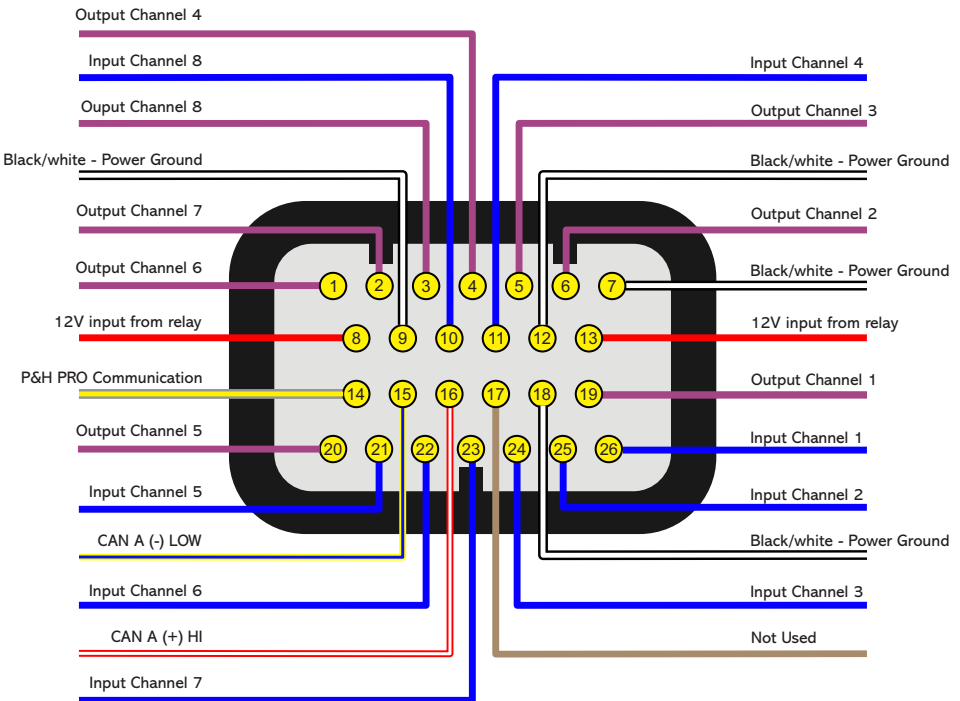 Output Channel 4
Input Channel 8
Input Channel 4
Ouput Channel 8
Output Channel 3
Black/white - Power Ground
Black/white - Power Ground
Output Channel 7
Output Channel 2
Output Channel 6
Black/white - Power Ground
1 2 3 4 5 6 7
12V input from relay
12V input from relay
8 9 10 11 12 13
P&H PRO Communication
Output Channel 1
14 15 16 17 18 19
Output Channel 5
Input Channel 1
20 21 22 23 24 25 26
Input Channel 5
Input Channel 2
CAN A (-) LOW
Black/white - Power Ground
Input Channel 6
Input Channel 3
CAN A (+) HI
Not Used
Input Channel 7